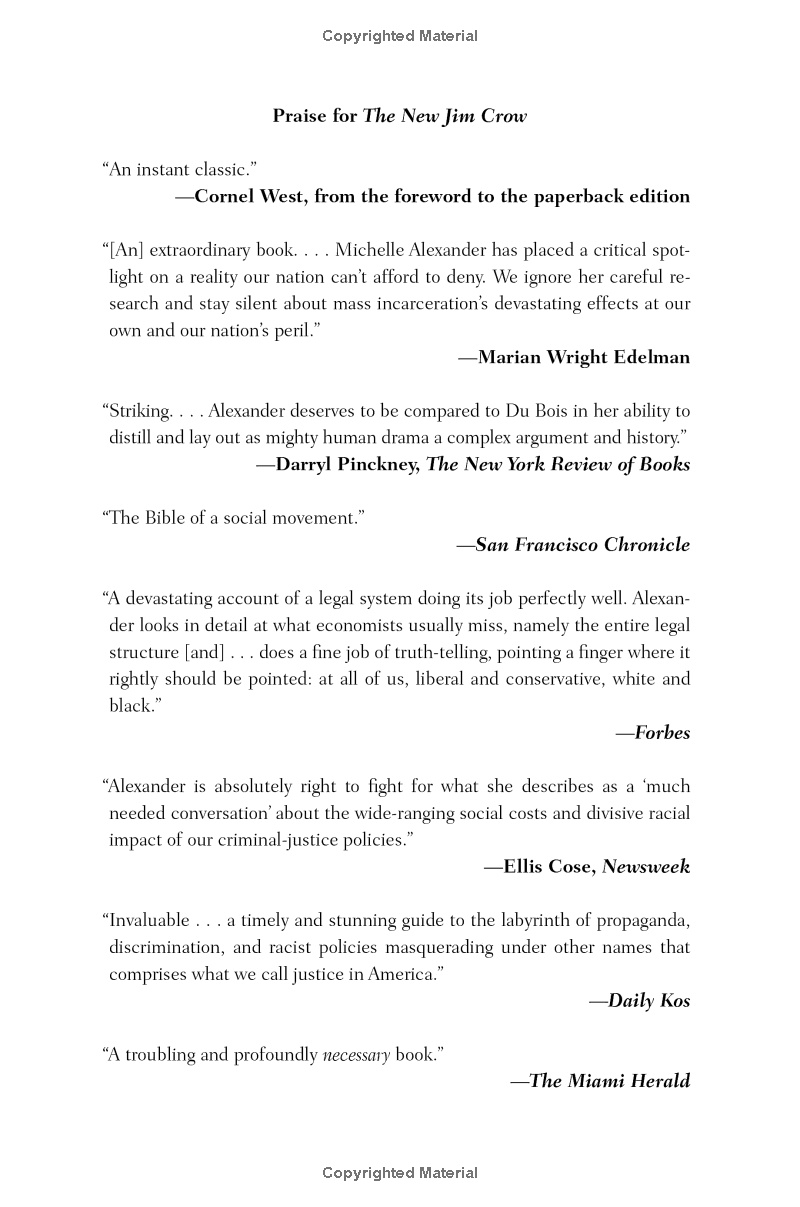 Copyrighted Material
Praise for The New Jim Crow
“An instant classic.”
—Cornel West, from the foreword to the paperback edition
“[An] extraordinary book. . . . Michelle Alexander has placed a critical spot-
light on a reality our nation can’t afford to deny. We ignore her careful re-
search and stay silent about mass incarceration’s devastating effects at our
own and our nation’s peril.”
—Marian Wright Edelman
“Striking. . . . Alexander deserves to be compared to Du Bois in her ability to
distill and lay out as mighty human drama a complex argument and history.”
—Darryl Pinckney, The New York Review of Books
“The Bible of a social movement.”
—San Francisco Chronicle
“A devastating account of a legal system doing its job perfectly well. Alexan-
der looks in detail at what economists usually miss, namely the entire legal
structure [and] . . . does a fine job of truth-telling, pointing a finger where it
rightly should be pointed: at all of us, liberal and conservative, white and
black.”
—Forbes
“Alexander is absolutely right to fight for what she describes as a ‘much
needed conversation’ about the wide-ranging social costs and divisive racial
impact of our criminal-justice policies.”
—Ellis Cose, Newsweek
“Invaluable . . . a timely and stunning guide to the labyrinth of propaganda,
discrimination, and racist policies masquerading under other names that
comprises what we call justice in America.”
—Daily Kos
“A troubling and profoundly necessary book.”
—The Miami Herald
Copyrighted Material